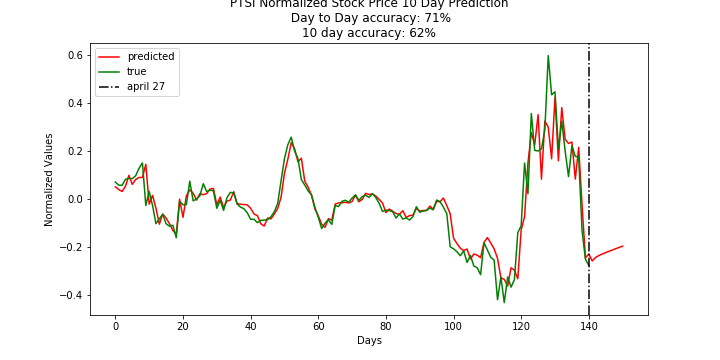 PTSI Normalized Stock Price 10 Day Prediction
Day to Day accuracy: 71%
10 day accuracy: 62%
predicted
true
april 27
Normalized Values
0.6
0.4
0.2
0.0
−0.2
−0.4
0 20 40 60 80 100 120 140
Days